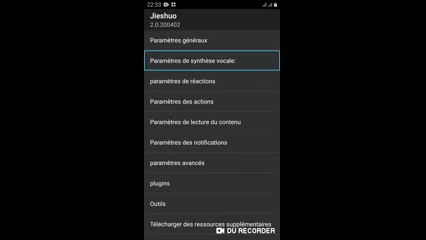 22:33
Jieshuo
2.0.200402
Paramètres généraux
Paramètres de synthèse vocale:
paramètres de réactions
Paramètres des actions
Paramètres de lecture du contenu
Paramètres des notifications
paramètres avancés
plugins
Outils
Télécharger des ressources supplémentaires
DU RECORDER